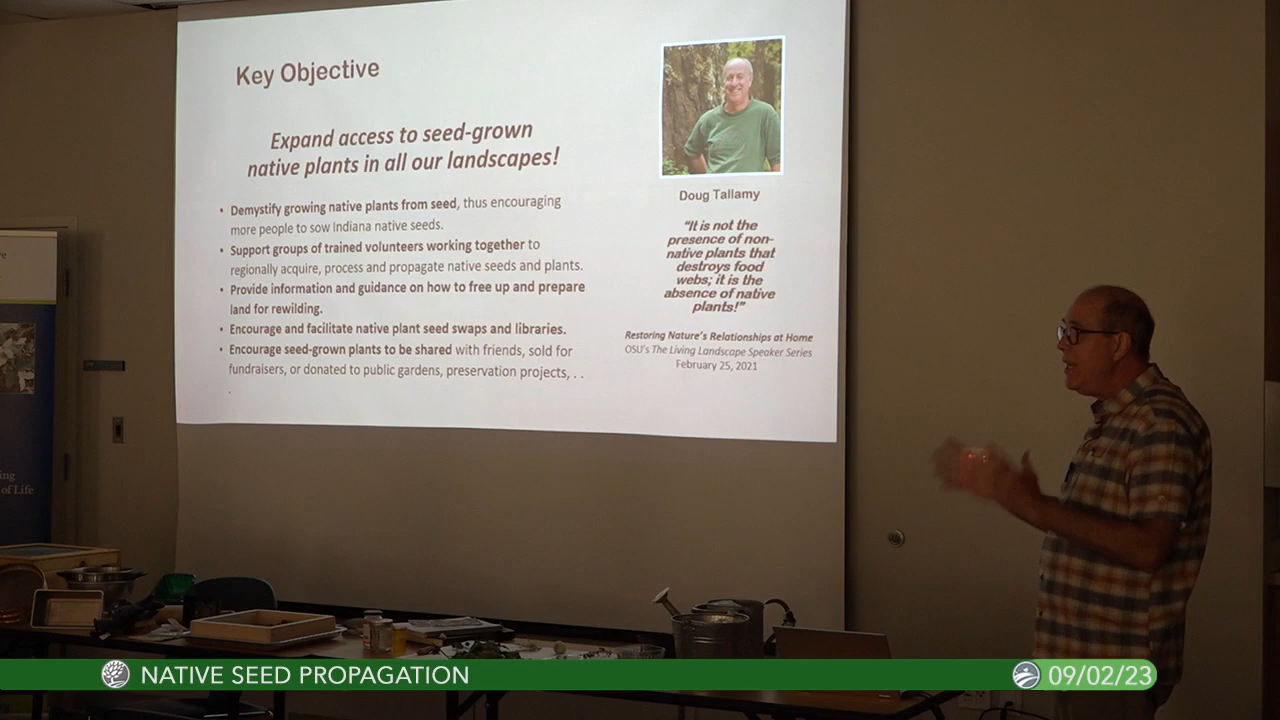 Key Objective
Expand access to seed-grown
native plants in all our landscapes!
• Demystify growing native plants from seed, thus encouraging
more people to sow Indiana native seeds.
• Support groups of trained volunteers working together to
regionally acquire, process and propagate native seeds and plants.
• Provide information and guidance on how to free up and prepare
land for rewilding.
• Encourage and facilitate native plant seed swaps and libraries.
• Encourage seed-grown plants to be shared with friends, sold for
fundraisers, or donated to public gardens, preservation projects, . .
.
Doug Tallamy
"It is not the
presence of non-
native plants that
destroys food
webs; it is the
absence of native
plants!"
Restoring Nature's Relationships at Home
OSU's The Living Landscape Speaker Series
February 25, 2021
ing
of Life
NATIVE SEED PROPAGATION
09/02/23